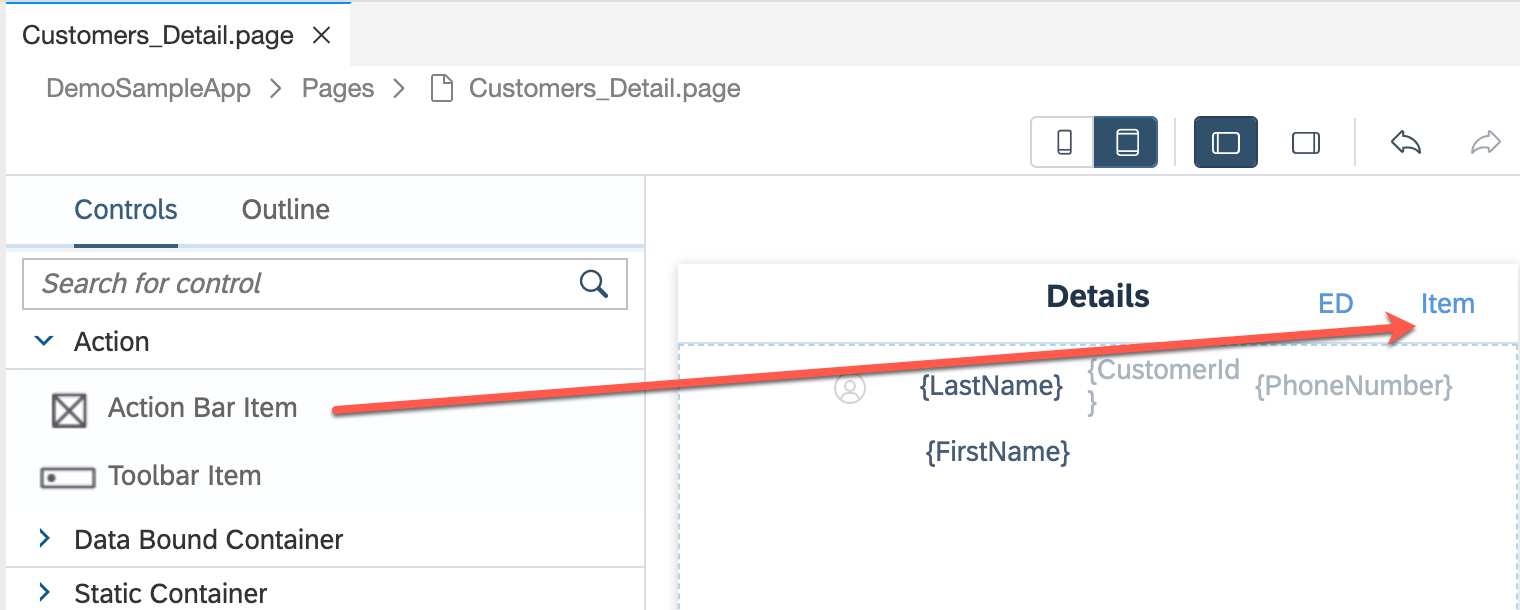 Customers_Detail.page
DemoSampleApp > Pages > Customers_Detail.page
Controls Outline
Search for control
Action
Action Bar Item
Toolbar Item
Data Bound Container
Static Container
Details ED Item
{LastName} {CustomerId
} {PhoneNumber}
{FirstName}